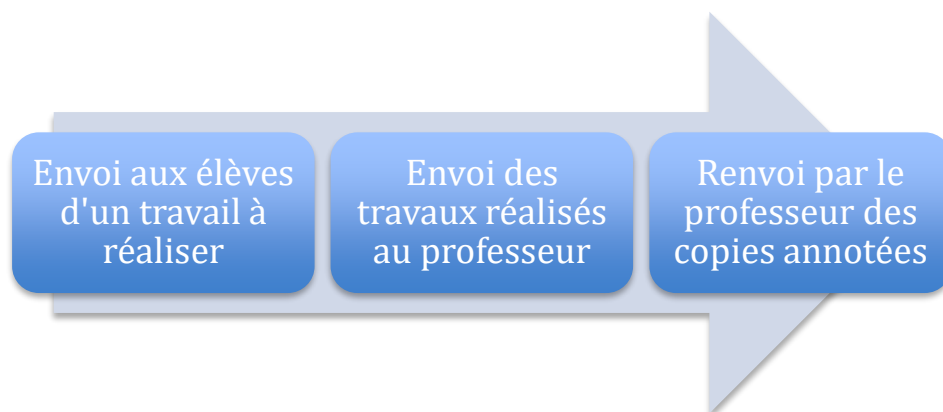 Envoi aux élèves
d'un travail à
réaliser
Envoi des
travaux réalisés
au professeur
Renvoi par le
professeur des
copies annotées